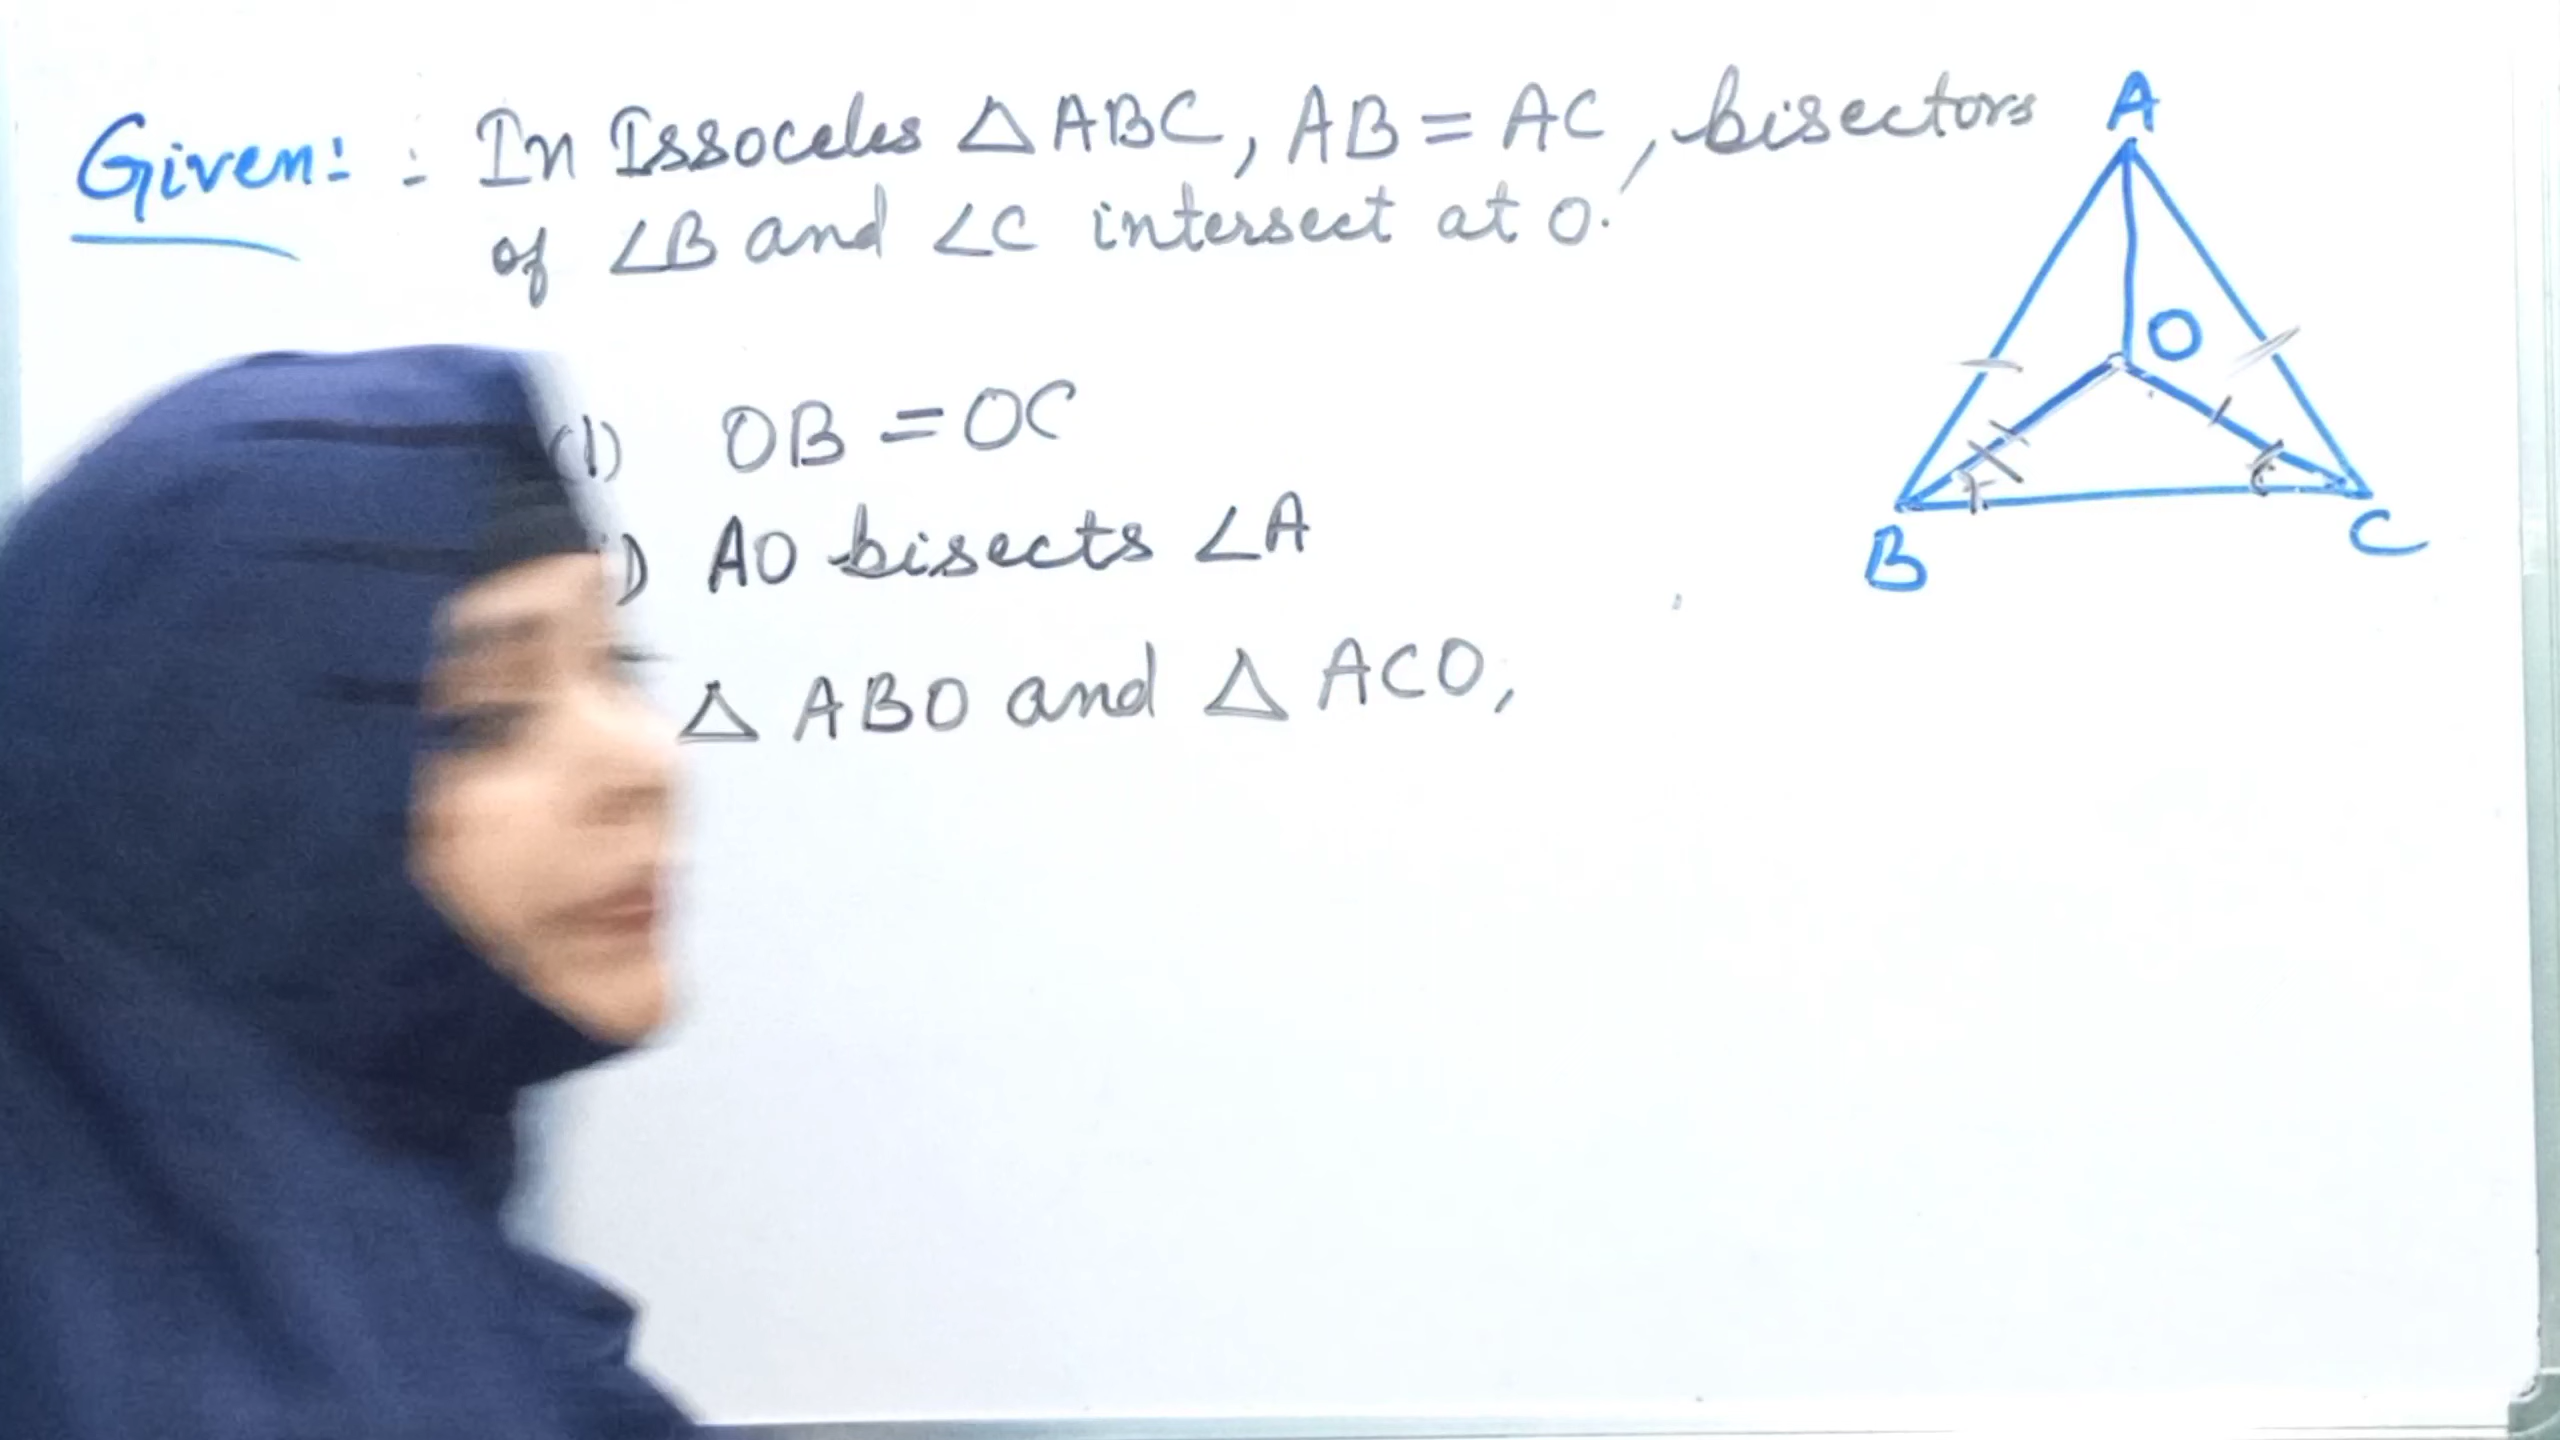 Given:- : In Issoceles △ABC, AB = AC, bisectors
of ∠B and ∠C intersect at O.
A
O
B
C
(i) OB = OC
i) AO bisects ∠A
△ ABO and △ ACO,